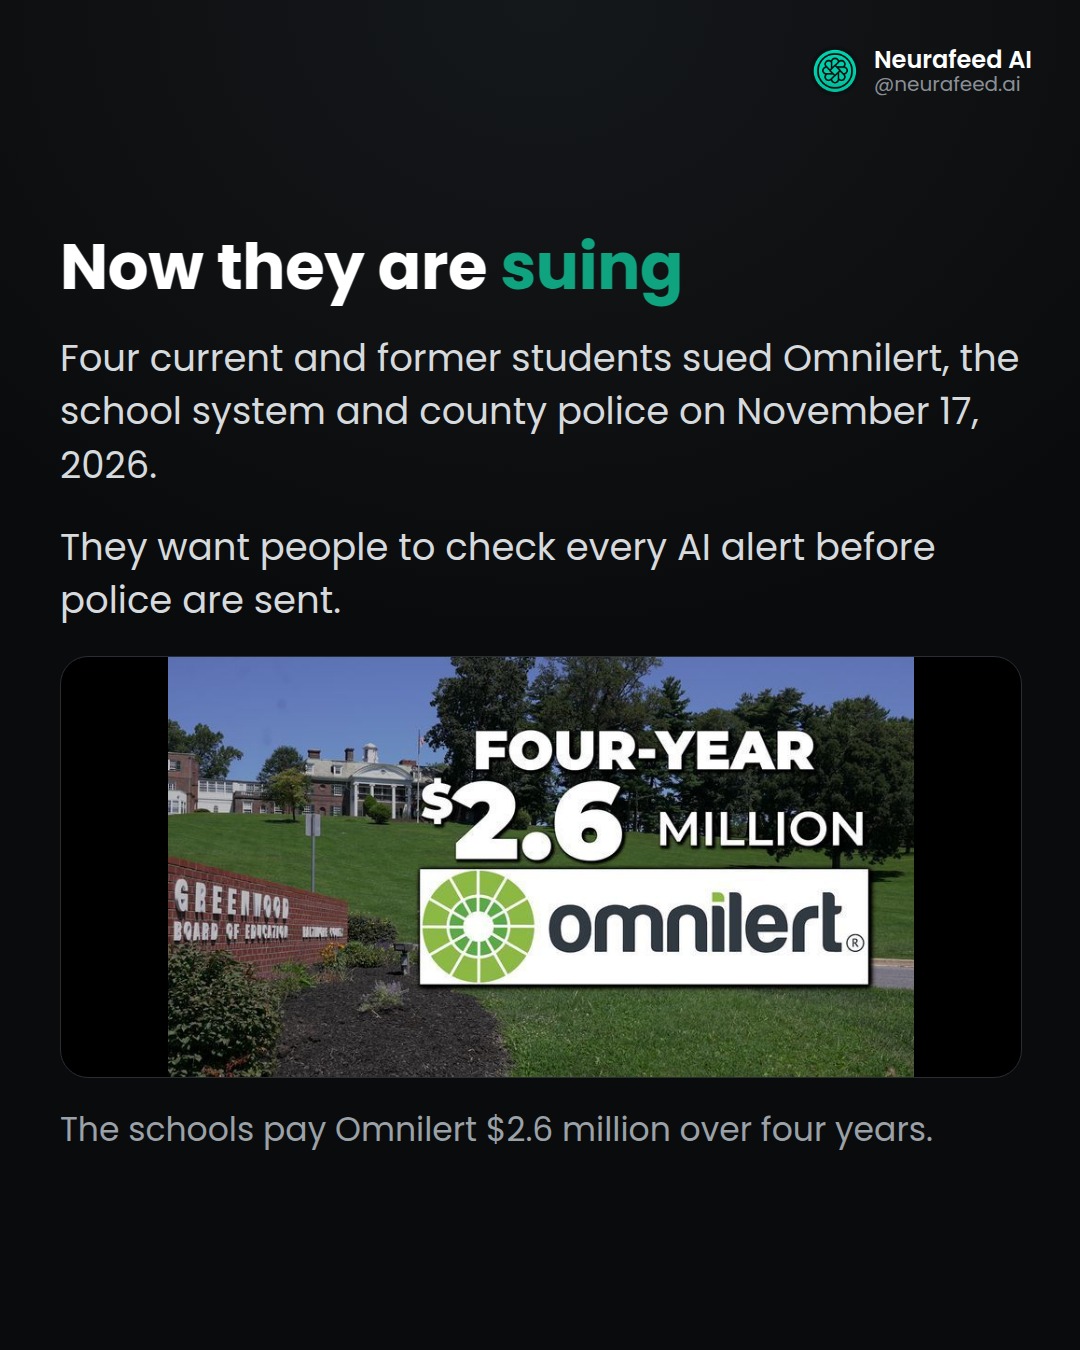 Neurafeed AI
@neurafeed.ai
Now they are suing
Four current and former students sued Omnilert, the
school system and county police on November 17,
2026.
They want people to check every AI alert before
police are sent.
FOUR-YEAR
$2.6 MILLION
omnilert®
GREENWOOD
BOARD OF EDUCATION BALTIMORE COUNTY
The schools pay Omnilert $2.6 million over four years.